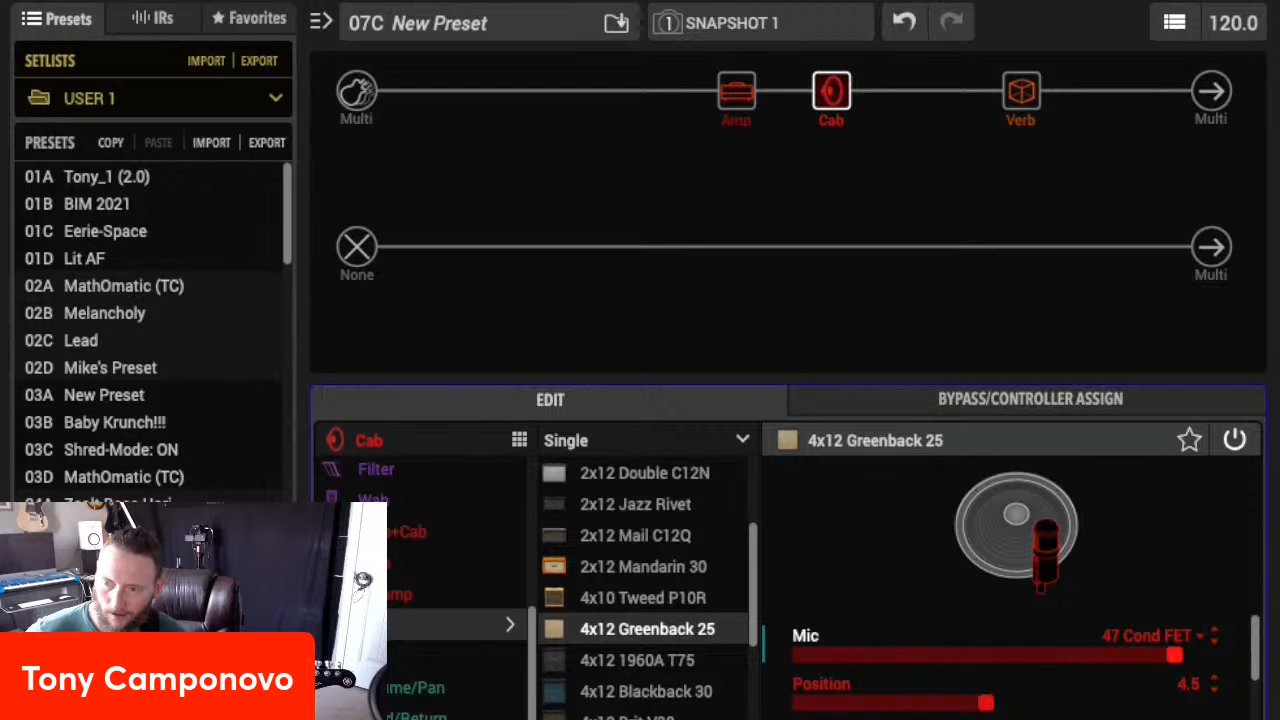 Presets
IRs
Favorites
07C New Preset
1
SNAPSHOT 1
120.0
SETLISTS
IMPORT
EXPORT
USER 1
PRESETS
COPY
PASTE
IMPORT
EXPORT
01A Tony_1 (2.0)
01B BIM 2021
01C Eerie-Space
01D Lit AF
02A MathOmatic (TC)
02B Melancholy
02C Lead
02D Mike's Preset
03A New Preset
03B Baby Krunch!!!
03C Shred-Mode: ON
03D MathOmatic (TC)
Multi
Amp
Cab
Verb
Multi
None
Multi
EDIT
BYPASS/CONTROLLER ASSIGN
Cab
Single
4x12 Greenback 25
Filter
Wah
2x12 Double C12N
2x12 Jazz Rivet
2x12 Mail C12Q
2x12 Mandarin 30
4x10 Tweed P10R
4x12 Greenback 25
4x12 1960A T75
4x12 Blackback 30
Mic
47 Cond FET
Position
4.5
Tony Camponovo